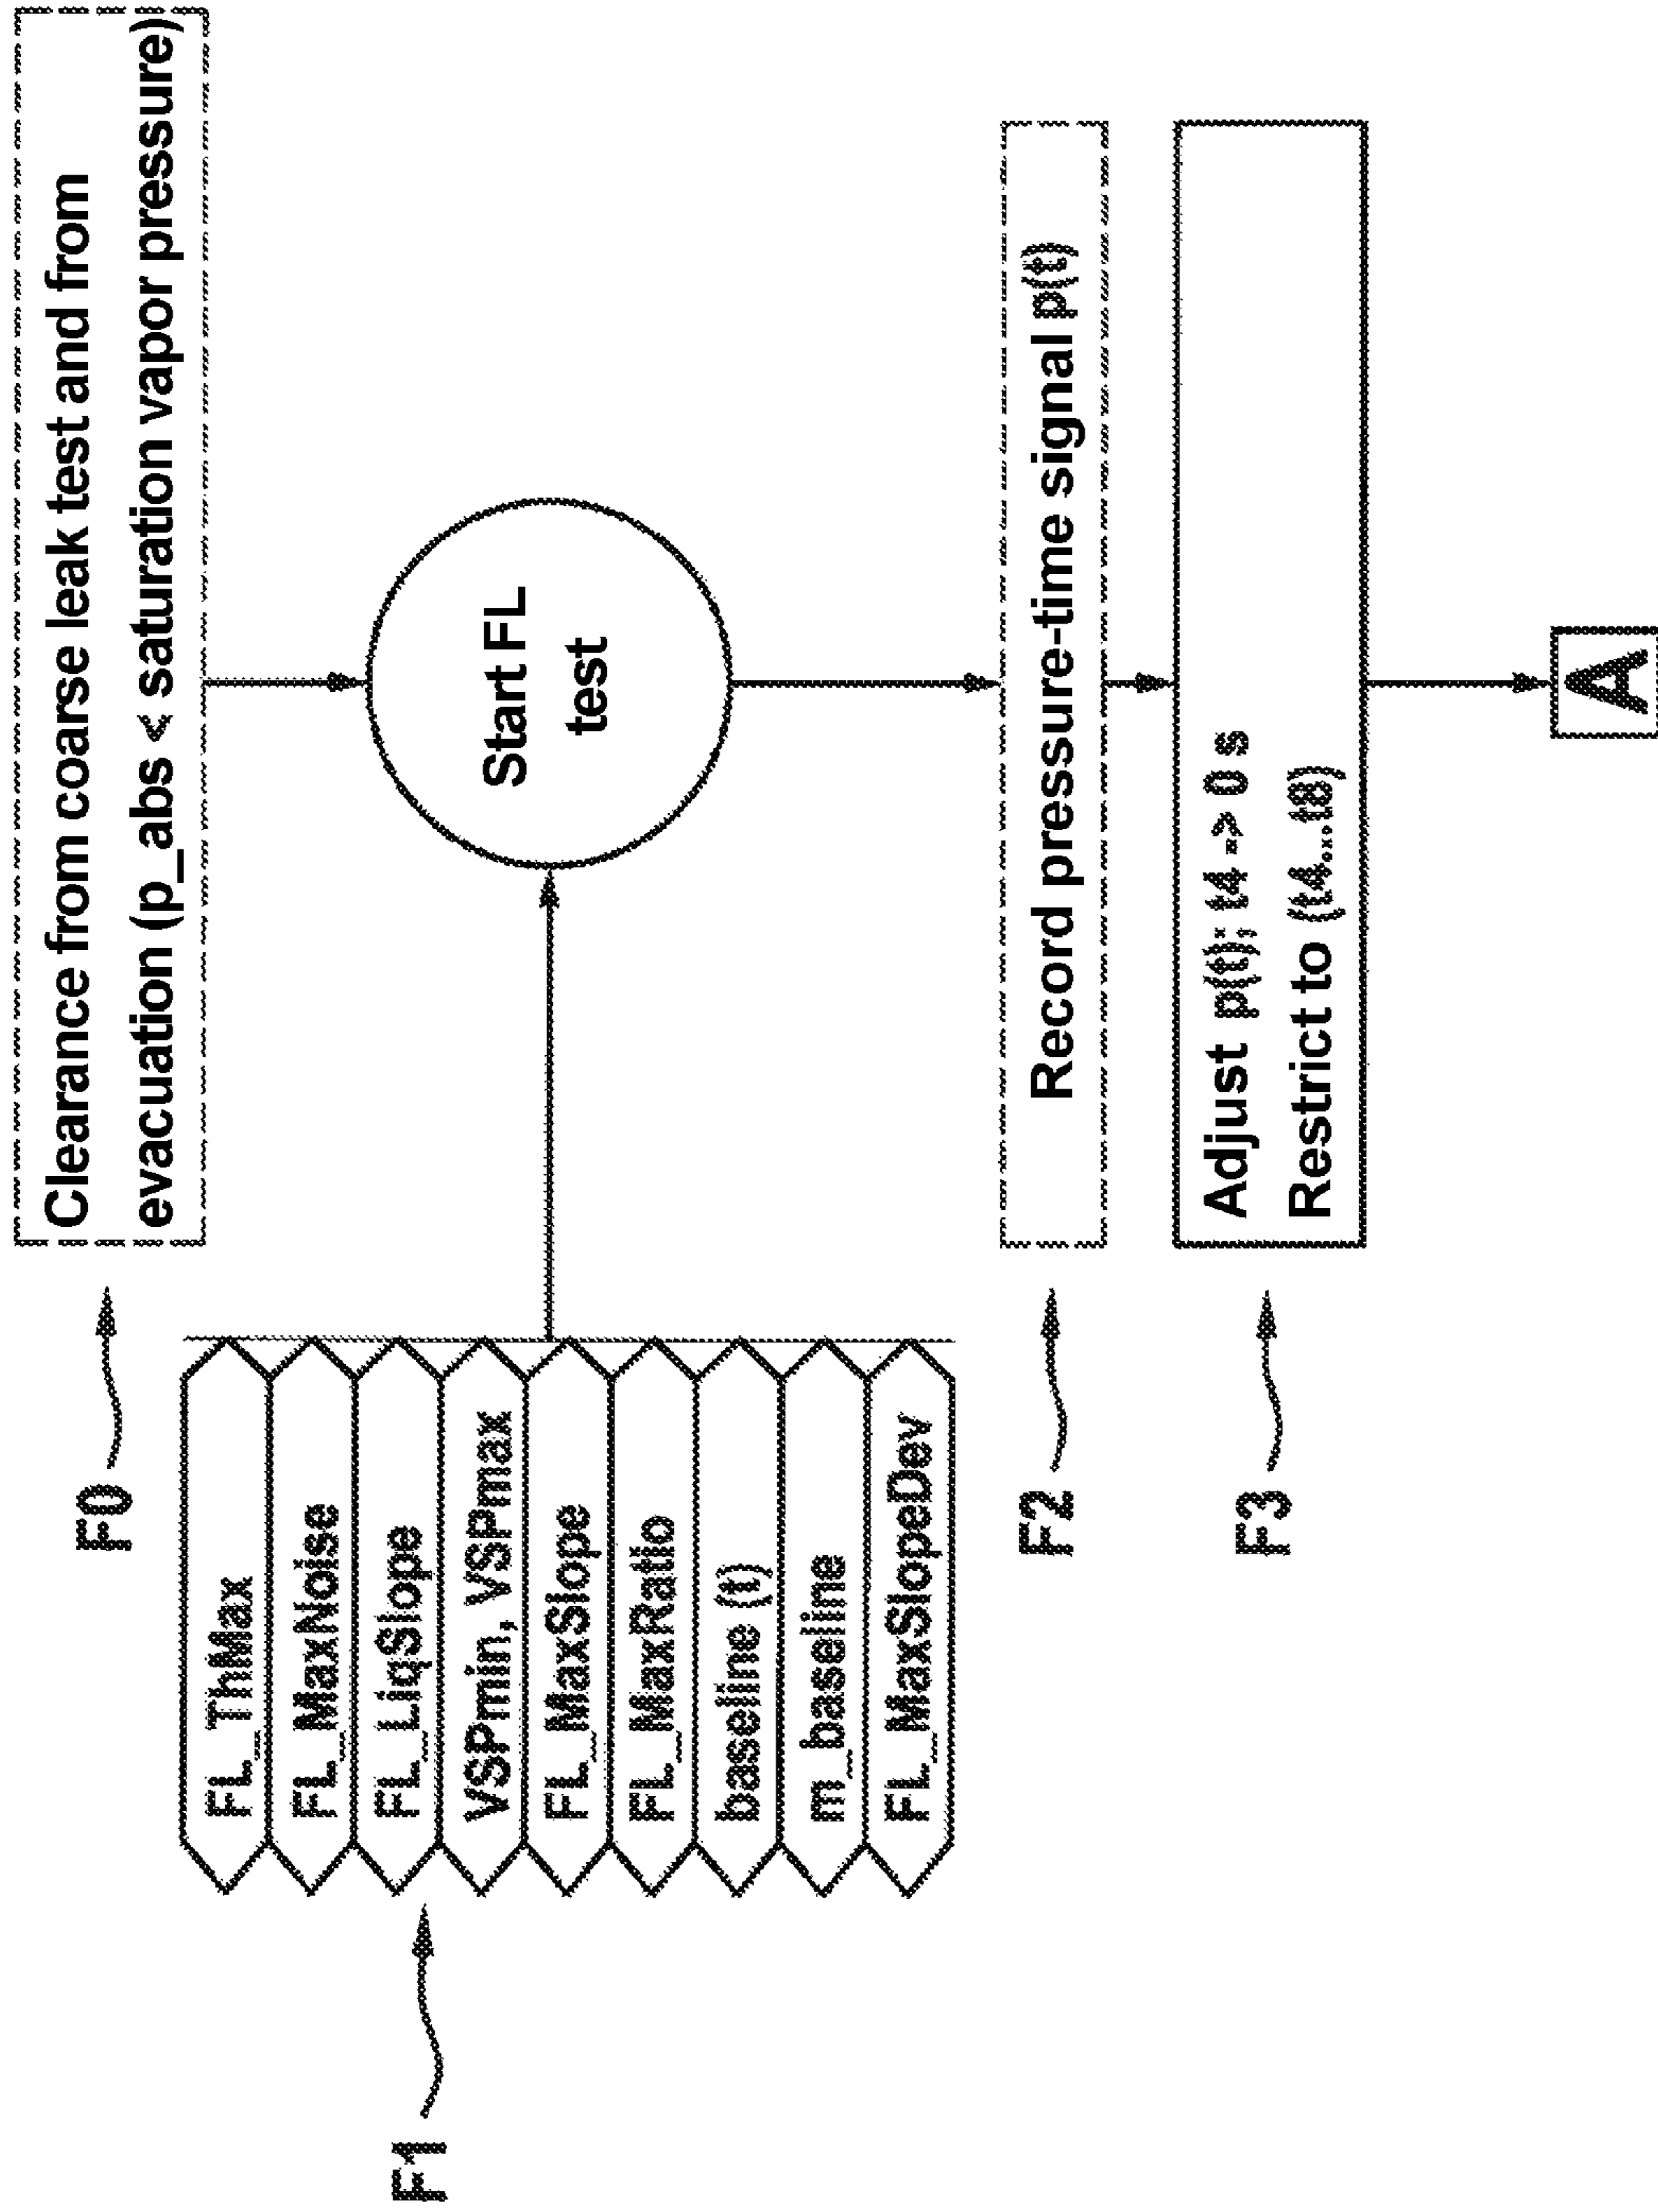 F0
Clearance from coarse leak test and from
evacuation (p_abs < saturation vapor pressure)
F1
FL_ThMax
FL_MaxNoise
FL_LiqSlope
VSPmin, VSPmax
FL_MaxSlope
FL_MaxRatio
baseline (t)
m_baseline
FL_MaxSlopeDev
Start FL
test
F2
Record pressure-time signal p(t)
F3
Adjust p(t); t4 -> 0 s
Restrict to (t4...t8)
A